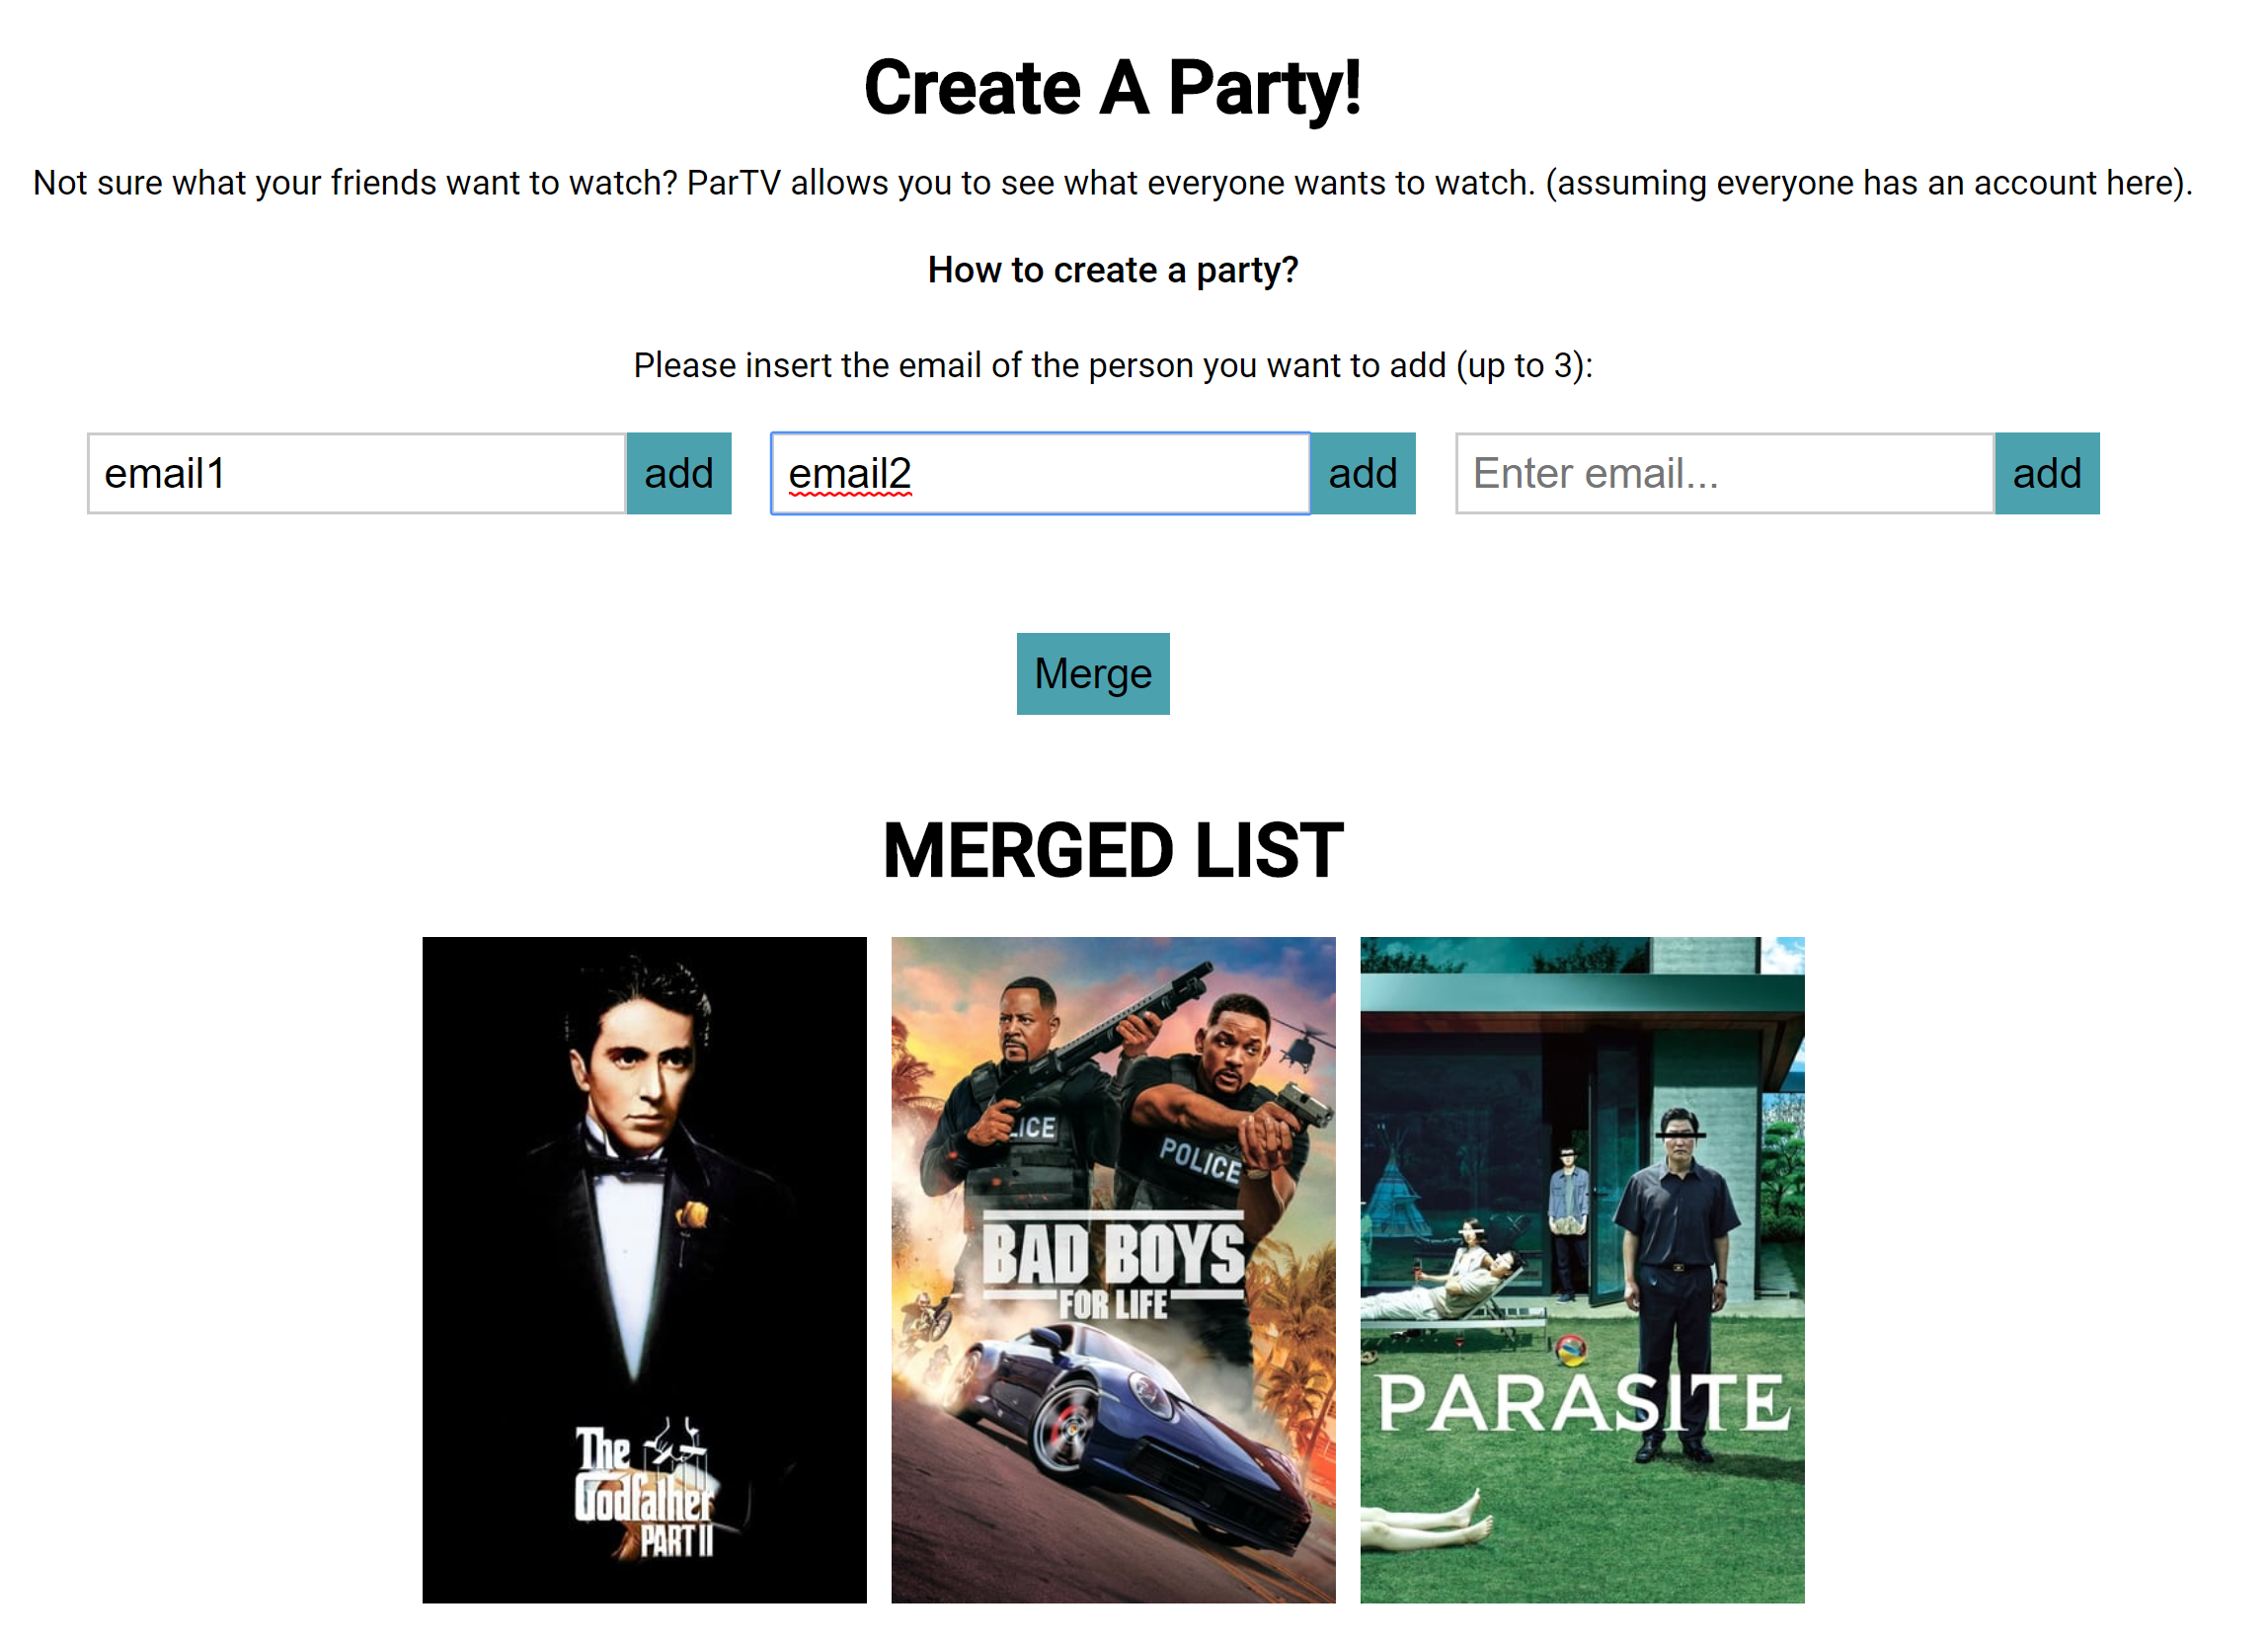 Create A Party!
Not sure what your friends want to watch? ParTV allows you to see what everyone wants to watch. (assuming everyone has an account here).
How to create a party?
Please insert the email of the person you want to add (up to 3):
email1 add email2 add Enter email... add
Merge
MERGED LIST
LICE
POLICE
BAD BOYS
FOR LIFE
PARASITE
The
Godfather
PART II